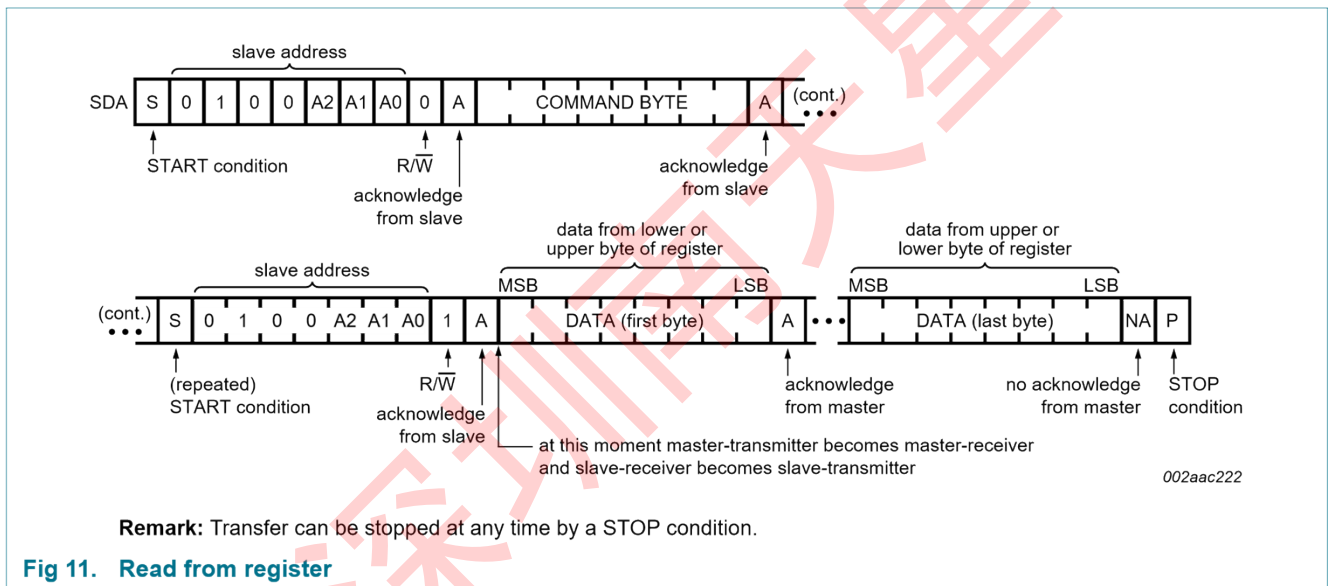 slave address
SDA S 0 1 0 0 A2 A1 A0 0 A COMMAND BYTE A (cont.)
START condition
R/W̅
acknowledge
from slave
acknowledge
from slave
data from lower or
upper byte of register
data from upper or
lower byte of register
slave address
MSB LSB MSB LSB
(cont.) S 0 1 0 0 A2 A1 A0 1 A DATA (first byte) A DATA (last byte) NA P
(repeated)
START condition
R/W̅
acknowledge
from slave
acknowledge
from master
no acknowledge
from master
STOP
condition
at this moment master-transmitter becomes master-receiver
and slave-receiver becomes slave-transmitter
002aac222
Remark: Transfer can be stopped at any time by a STOP condition.
Fig 11. Read from register
深圳南天星